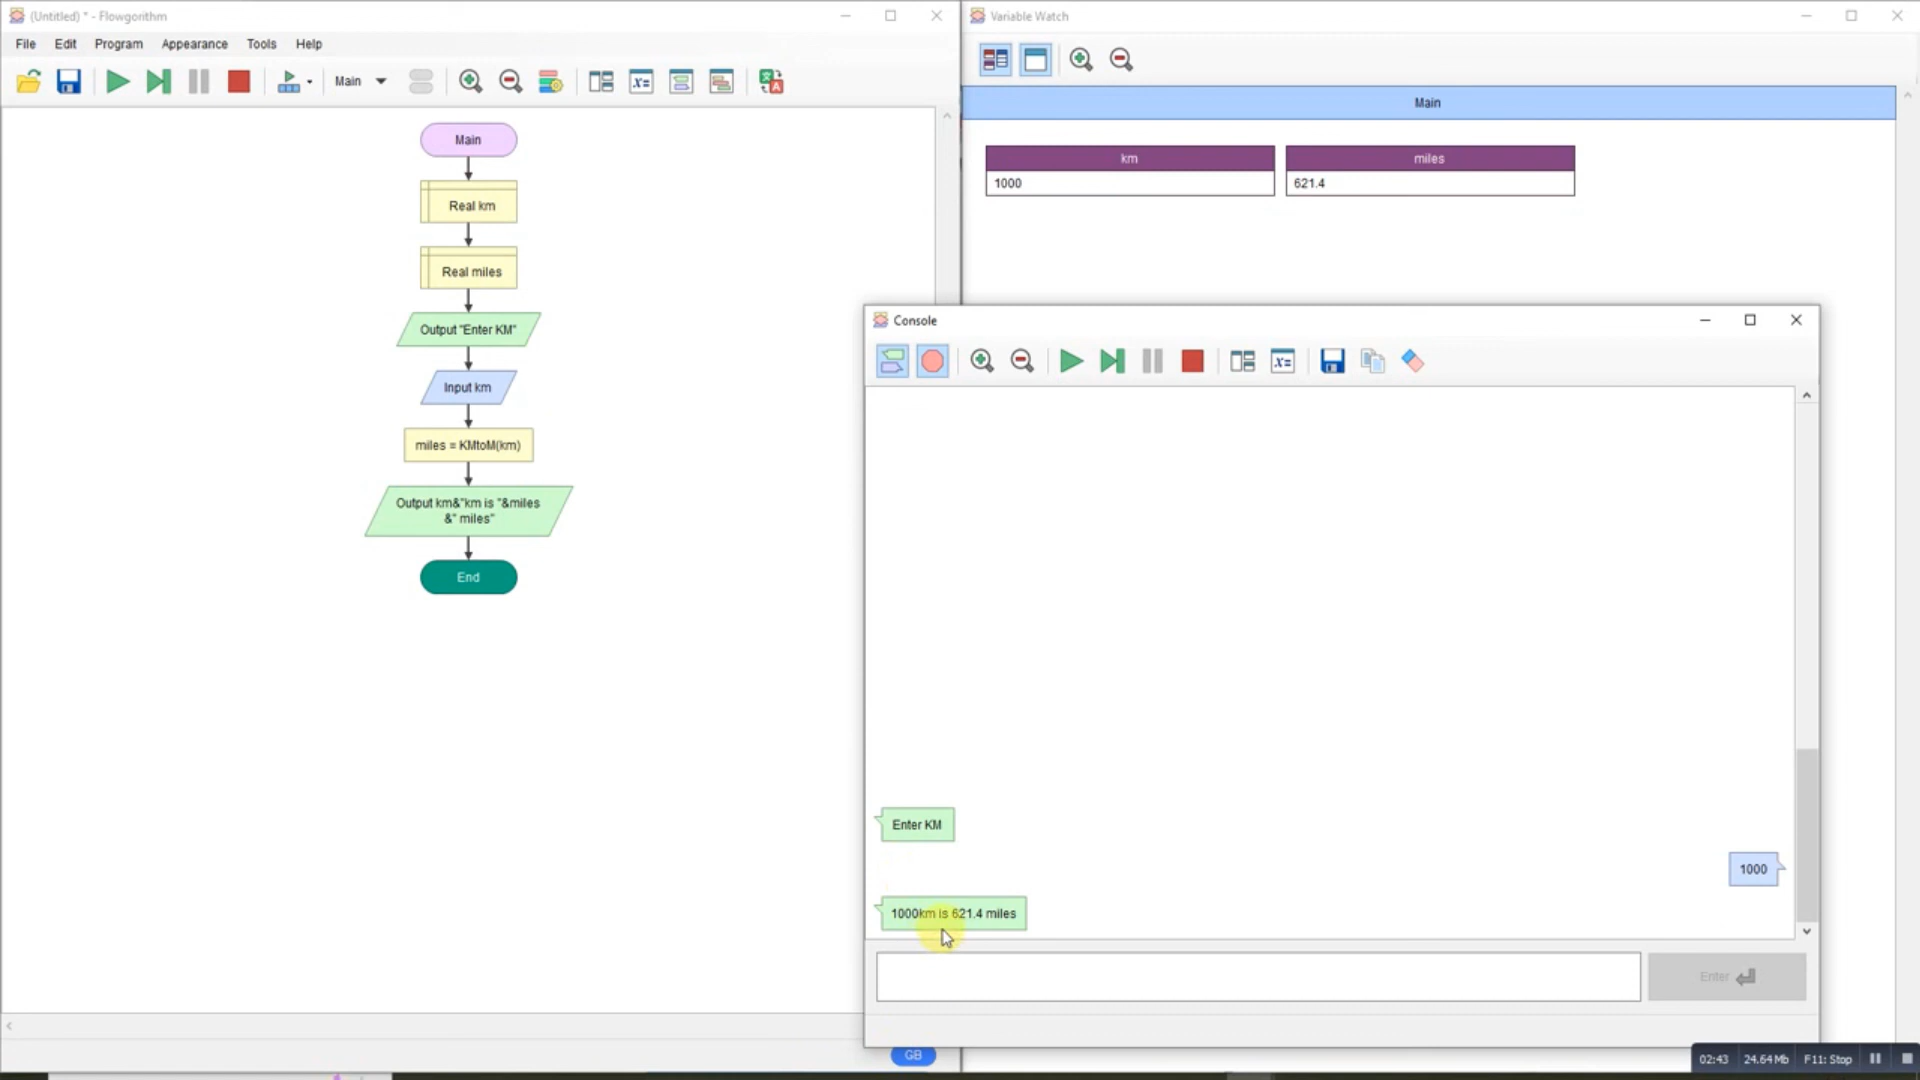 (Untitled) * - Flowgorithm
File Edit Program Appearance Tools Help
Main
Main
Real km
Real miles
Output "Enter KM"
Input km
miles = KMtoM(km)
Output km&"km is "&miles
&" miles"
End
GB
Variable Watch
Main
km miles
1000 621.4
Console
Enter KM
1000
1000km is 621.4 miles
Enter
02:43 24.64Mb F11: Stop